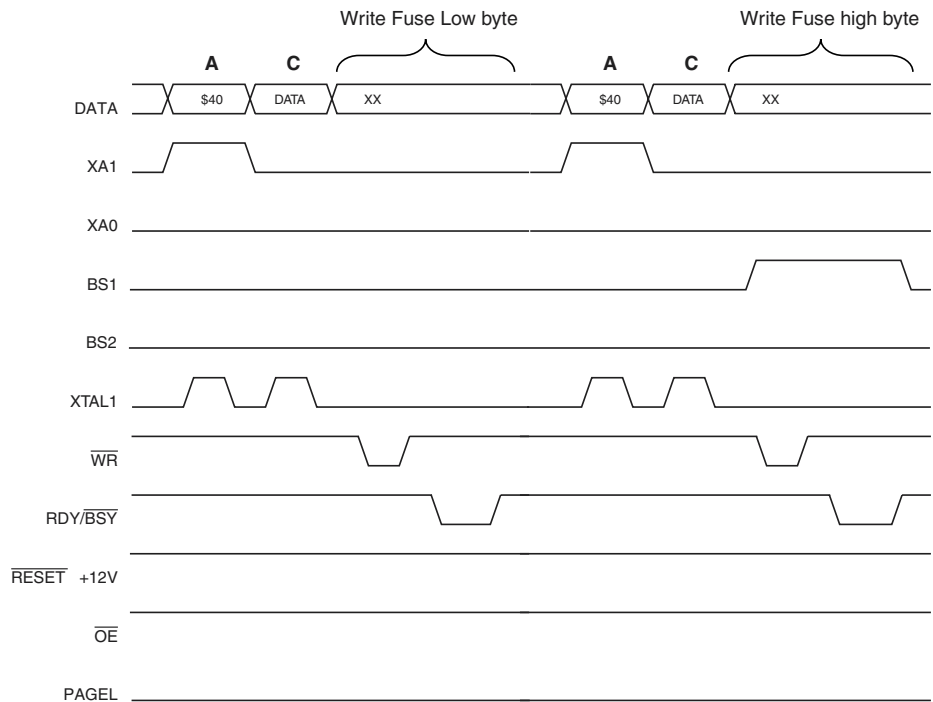 Write Fuse Low byte Write Fuse high byte
A C A C
DATA $40 DATA XX $40 DATA XX
XA1
XA0
BS1
BS2
XTAL1
WR
RDY/BSY
RESET +12V
OE
PAGEL